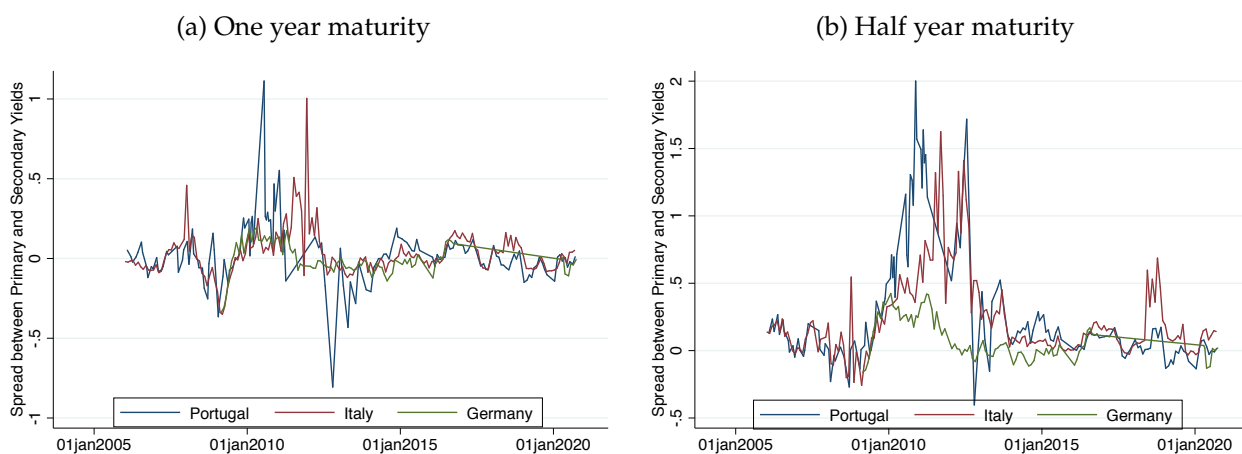 (a) One year maturity
Spread between Primary and Secondary Yields
1
.5
0
.5
-1
Portugal Italy Germany
01jan2005 01jan2010 01jan2015 01jan2020
(b) Half year maturity
Spread between Primary and Secondary Yields
2
1.5
1
.5
0
-.5
Portugal Italy Germany
01jan2005 01jan2010 01jan2015 01jan2020